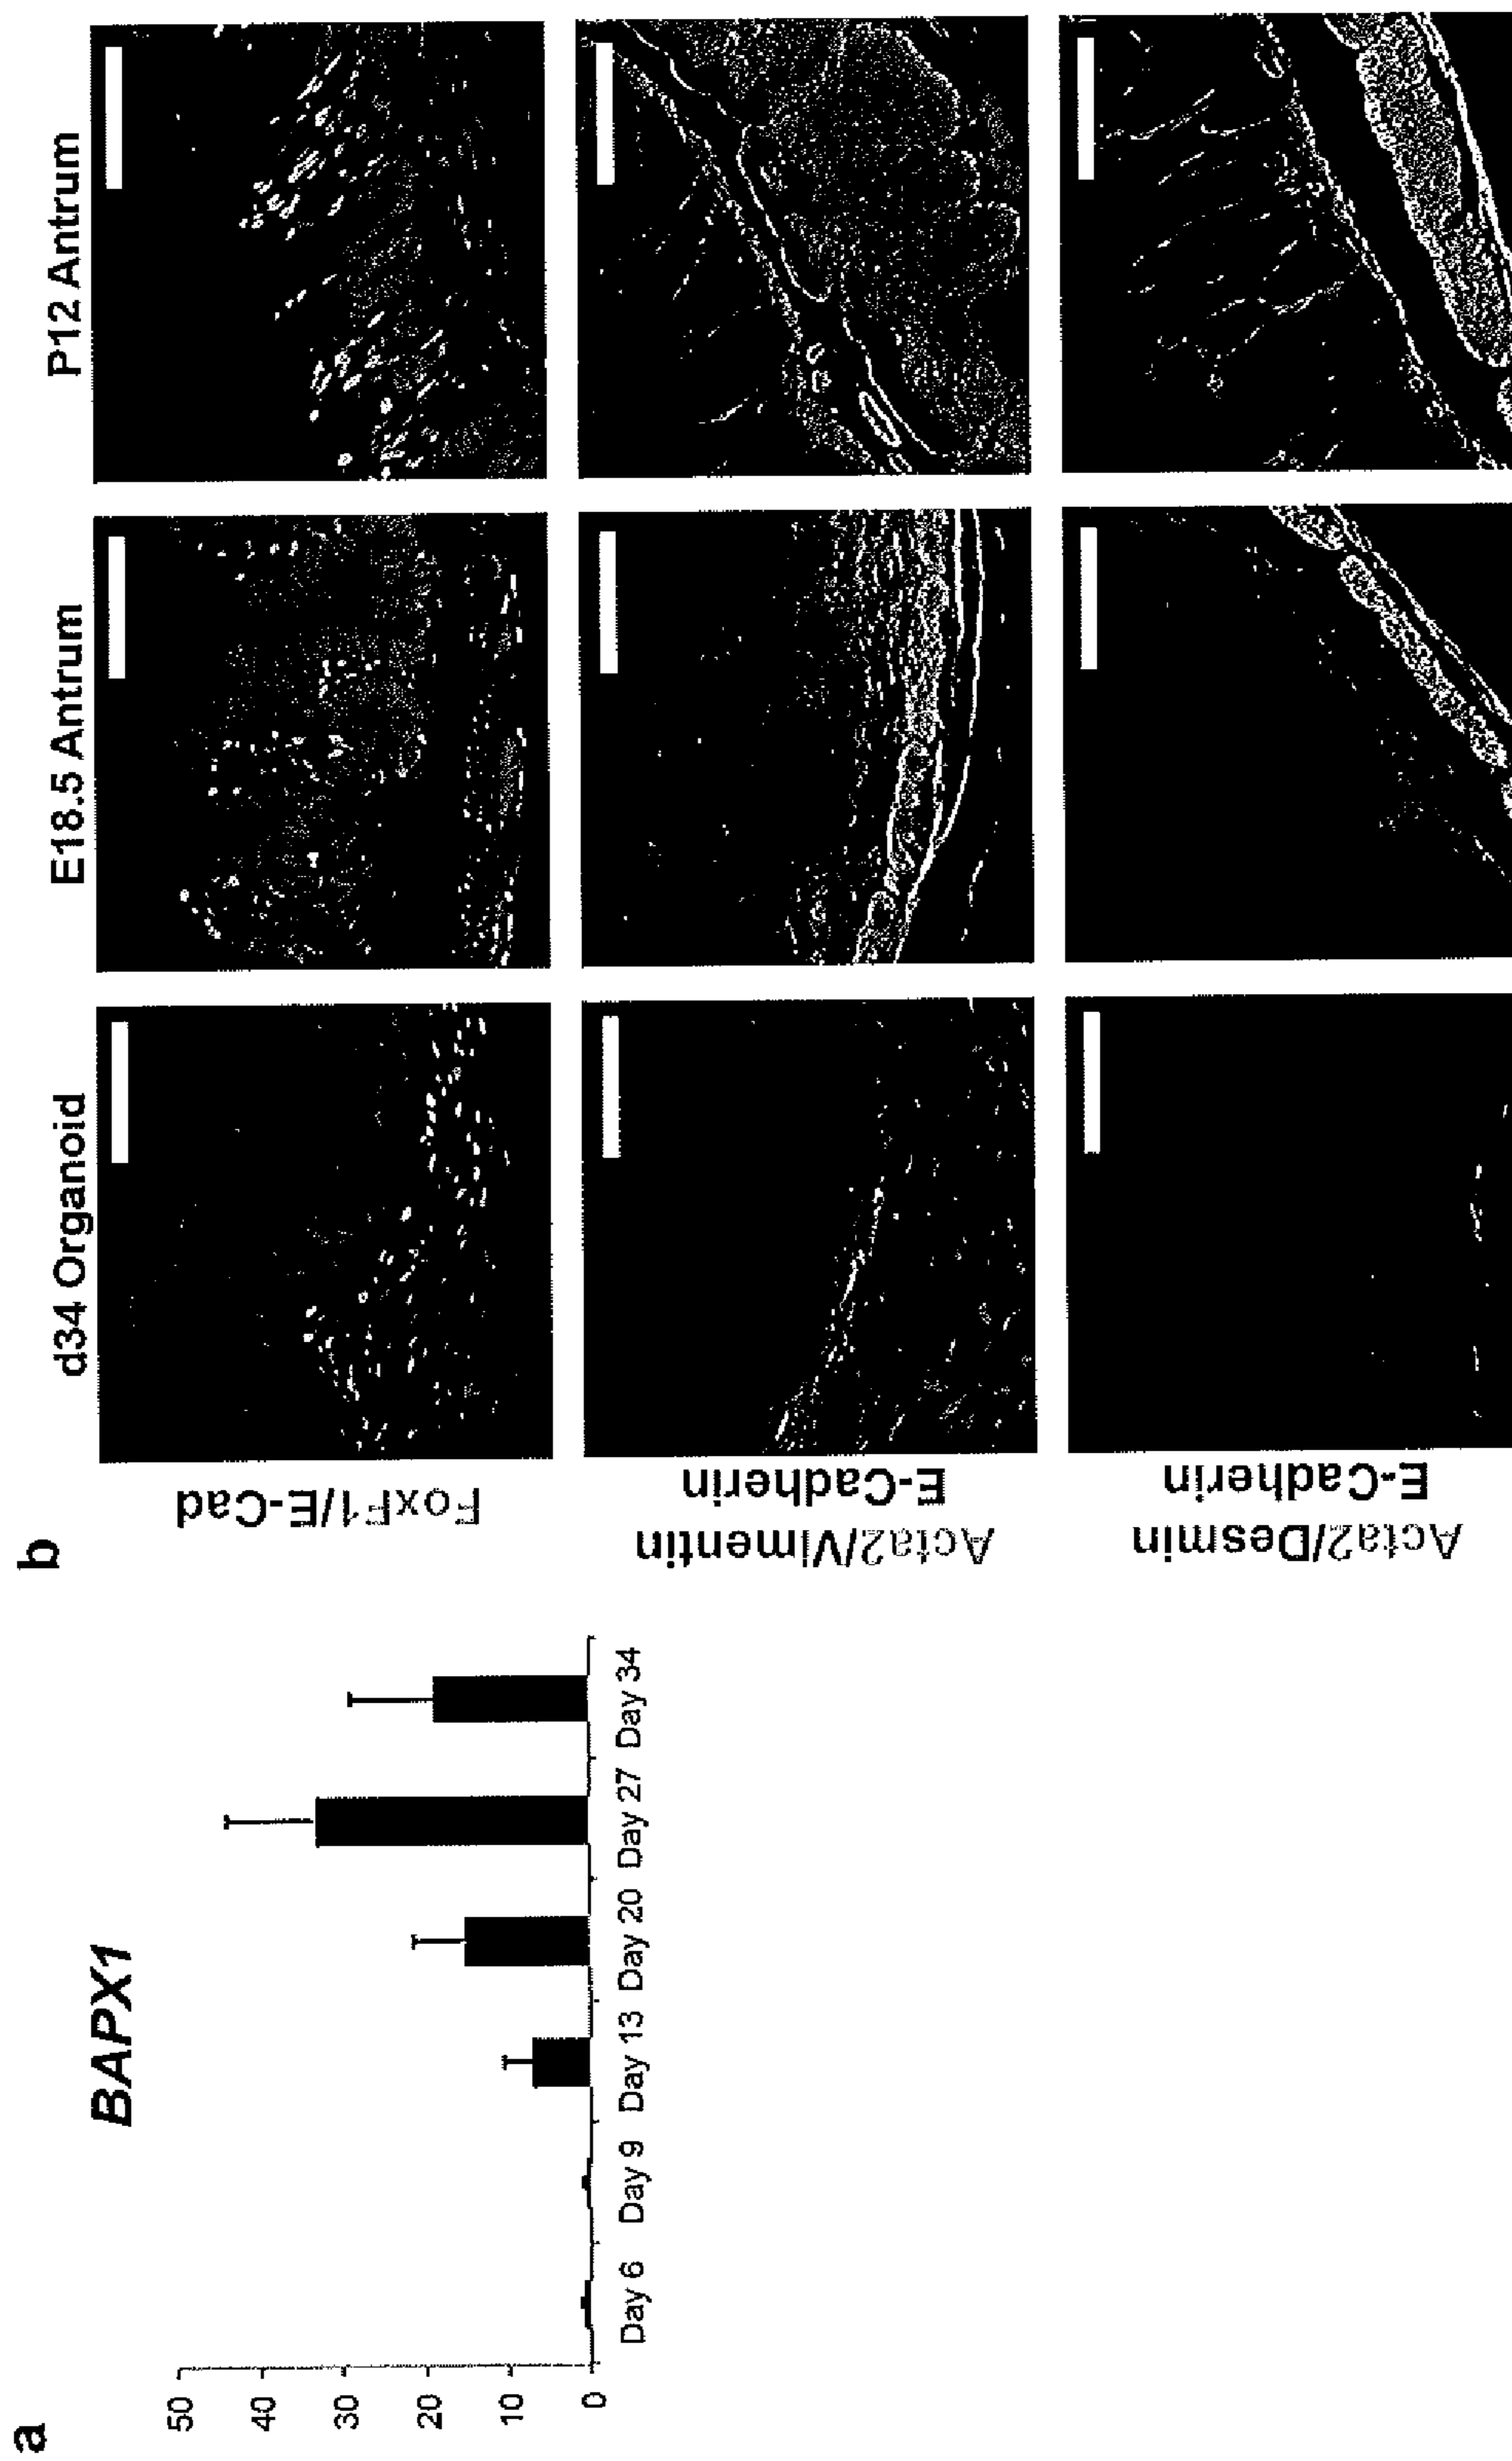 a
BAPX1
50
40
30
20
10
0
Day 6 Day 9 Day 13 Day 20 Day 27 Day 34
b
d34 Organoid E18.5 Antrum P12 Antrum
FoxF1/E-Cad
Acta2/Vimentin
E-Cadherin
Acta2/Desmin
E-Cadherin